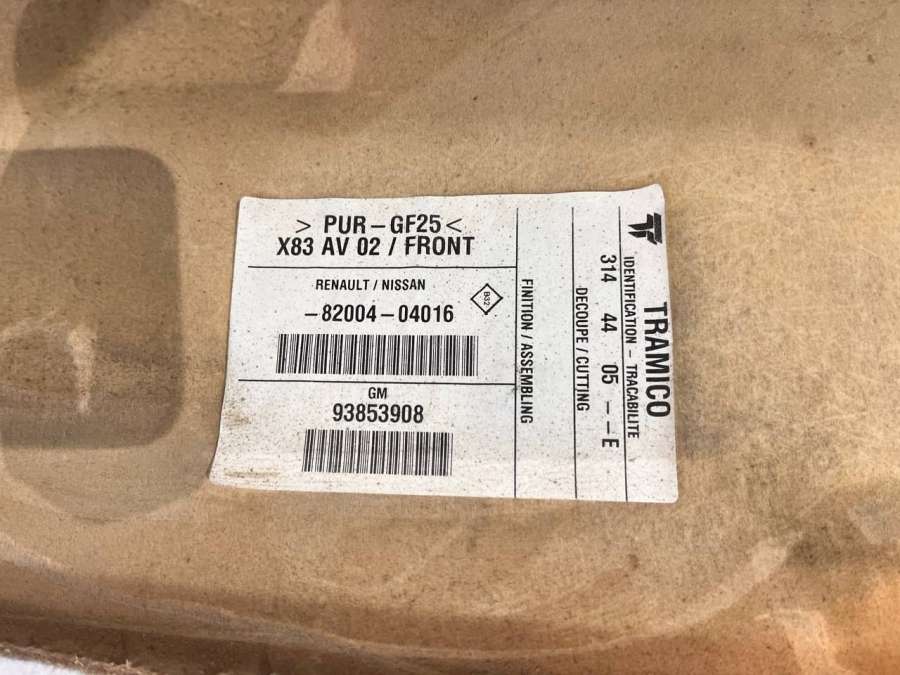 > PUR–GF25 <
X83 AV 02 / FRONT
RENAULT / NISSAN
B32
–82004–04016
GM
93853908
FINITION / ASSEMBLING
DECOUPE / CUTTING
TRAMICO
IDENTIFICATION – TRACABILITE
314 44 05 – – E